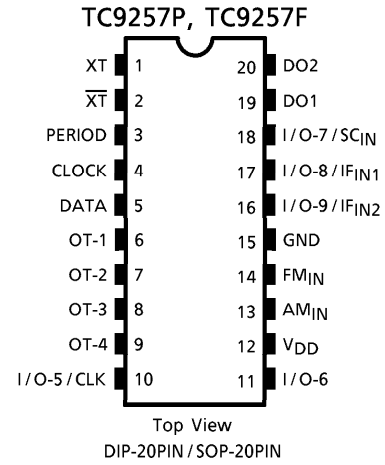 TC9257P, TC9257F
XT 1 20 DO2
X̅T̅ 2 19 DO1
PERIOD 3 18 I/O-7/SCIN
CLOCK 4 17 I/O-8/IFIN1
DATA 5 16 I/O-9/IFIN2
OT-1 6 15 GND
OT-2 7 14 FMIN
OT-3 8 13 AMIN
OT-4 9 12 VDD
I/O-5/CLK 10 11 I/O-6
Top View
DIP-20PIN/SOP-20PIN